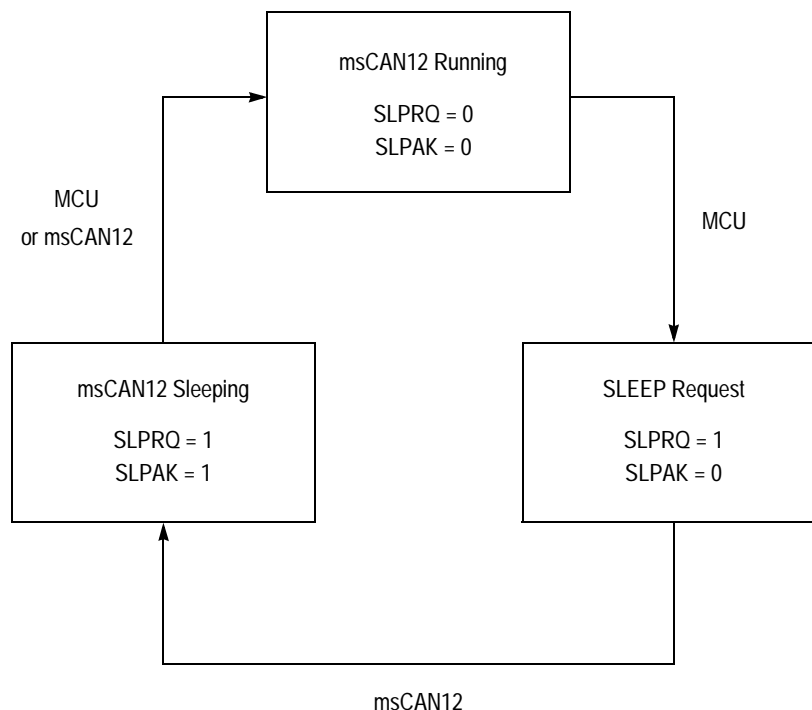 msCAN12 Running
SLPRQ = 0
SLPAK = 0
MCU
or msCAN12
MCU
msCAN12 Sleeping
SLPRQ = 1
SLPAK = 1
SLEEP Request
SLPRQ = 1
SLPAK = 0
msCAN12